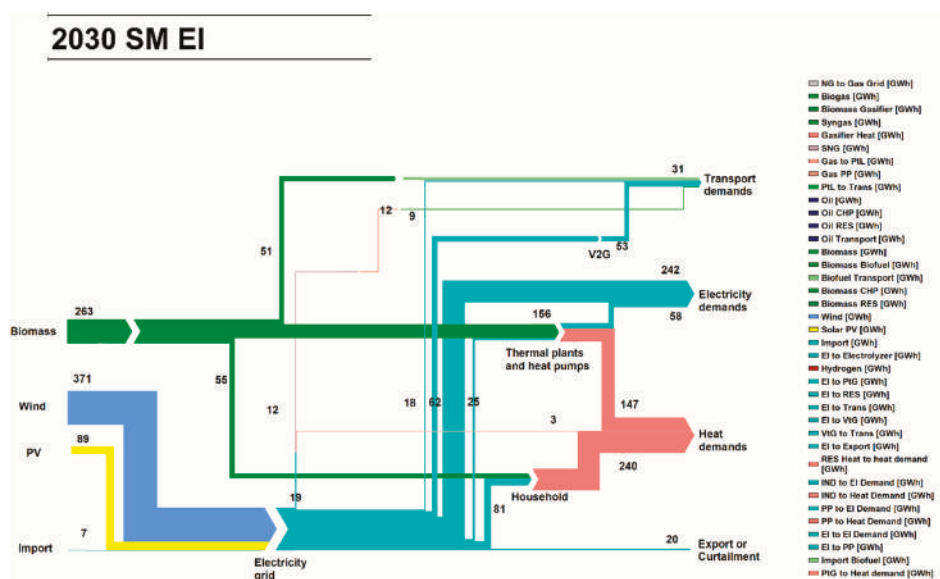 2030 SM EI
NG to Gas Grid [GWh]
Biogas [GWh]
Biomass Gasifier [GWh]
Syngas [GWh]
Gasifier Heat [GWh]
SNG [GWh]
Gas to PtL [GWh]
Gas PP [GWh]
PtL to Trans [GWh]
Oil [GWh]
Oil CHP [GWh]
Oil RES [GWh]
Oil Transport [GWh]
Biomass [GWh]
Biomass Biofuel [GWh]
Biofuel Transport [GWh]
Biomass CHP [GWh]
Biomass RES [GWh]
Wind [GWh]
Solar PV [GWh]
Import [GWh]
El to Electrolyzer [GWh]
Hydrogen [GWh]
El to PtG [GWh]
El to RES [GWh]
El to Trans [GWh]
El to VtG [GWh]
VtG to Trans [GWh]
El to Export [GWh]
RES Heat to heat demand
[GWh]
IND to El Demand [GWh]
IND to Heat Demand [GWh]
PP to El Demand [GWh]
PP to Heat Demand [GWh]
El to El Demand [GWh]
El to PP [GWh]
Import Biofuel [GWh]
PtG to Heat demand [GWh]
31
Transport
demands
12
9
51
53
V2G
242
Electricity
demands
58
263
Biomass
156
Thermal plants
and heat pumps
55
371
Wind
12
18
62
25
3
147
Heat
demands
89
PV
240
Household
19
81
7
Import
Electricity
grid
20
Export or
Curtailment